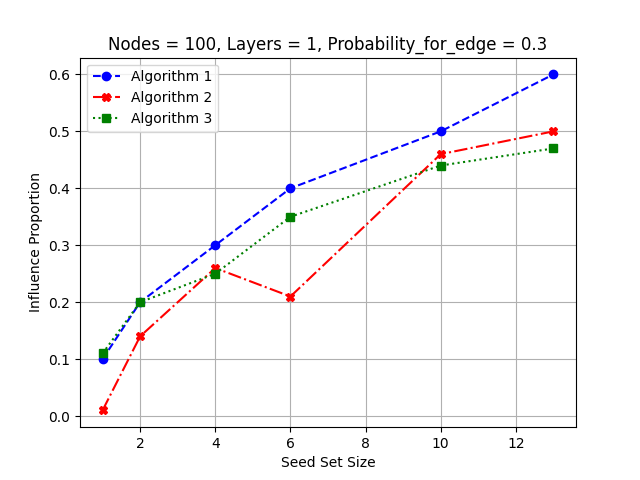 Nodes = 100, Layers = 1, Probability_for_edge = 0.3
Algorithm 1
Algorithm 2
Algorithm 3
0.6
0.5
0.4
0.3
0.2
0.1
0.0
Influence Proportion
2 4 6 8 10 12
Seed Set Size